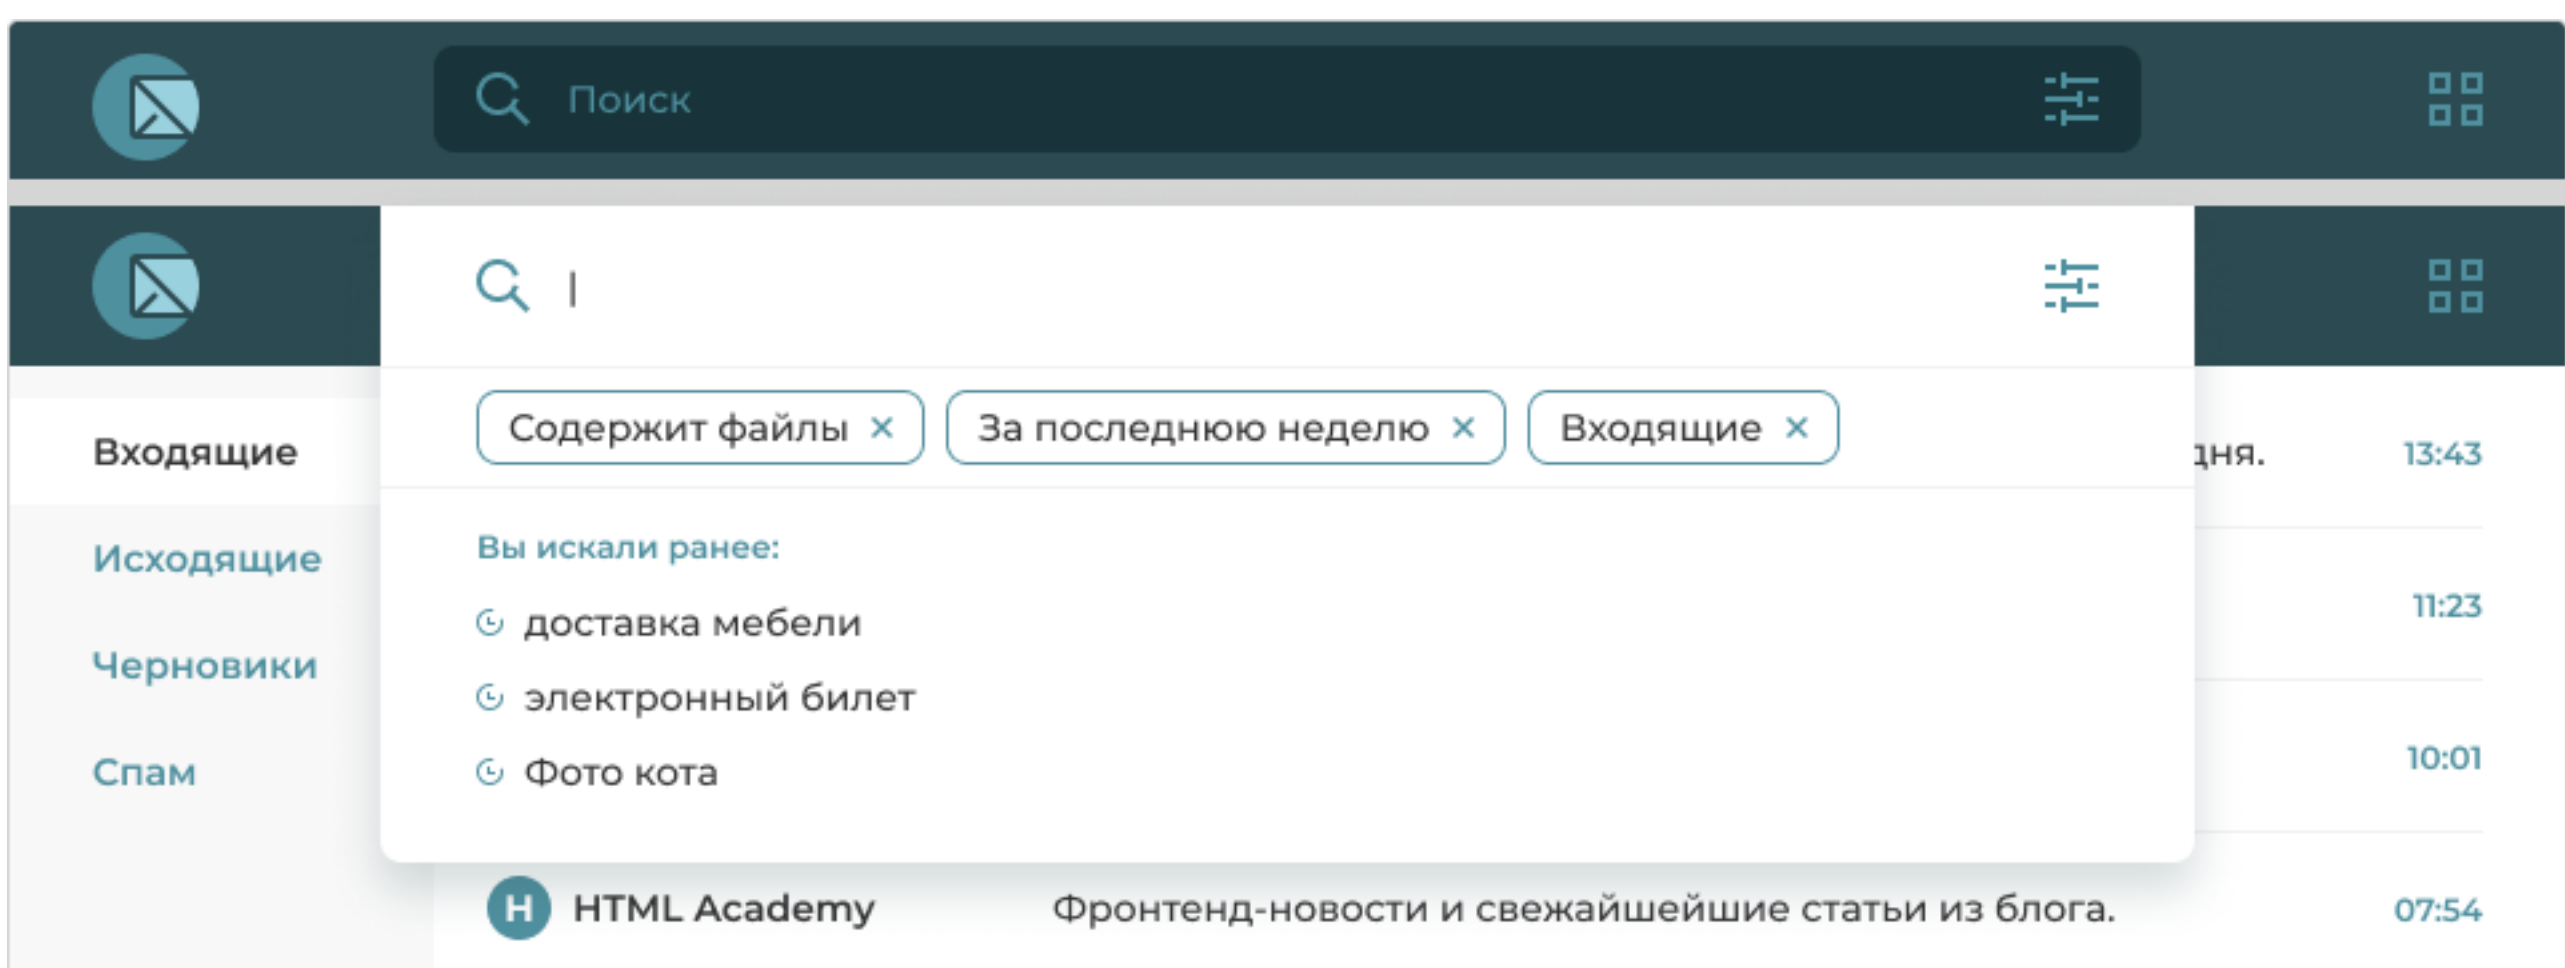 Поиск
Содержит файлы × За последнюю неделю × Входящие ×
Вы искали ранее:
доставка мебели
электронный билет
Фото кота
Входящие
Исходящие
Черновики
Спам
дня. 13:43
11:23
10:01
H HTML Academy Фронтенд-новости и свежайшейшие статьи из блога. 07:54